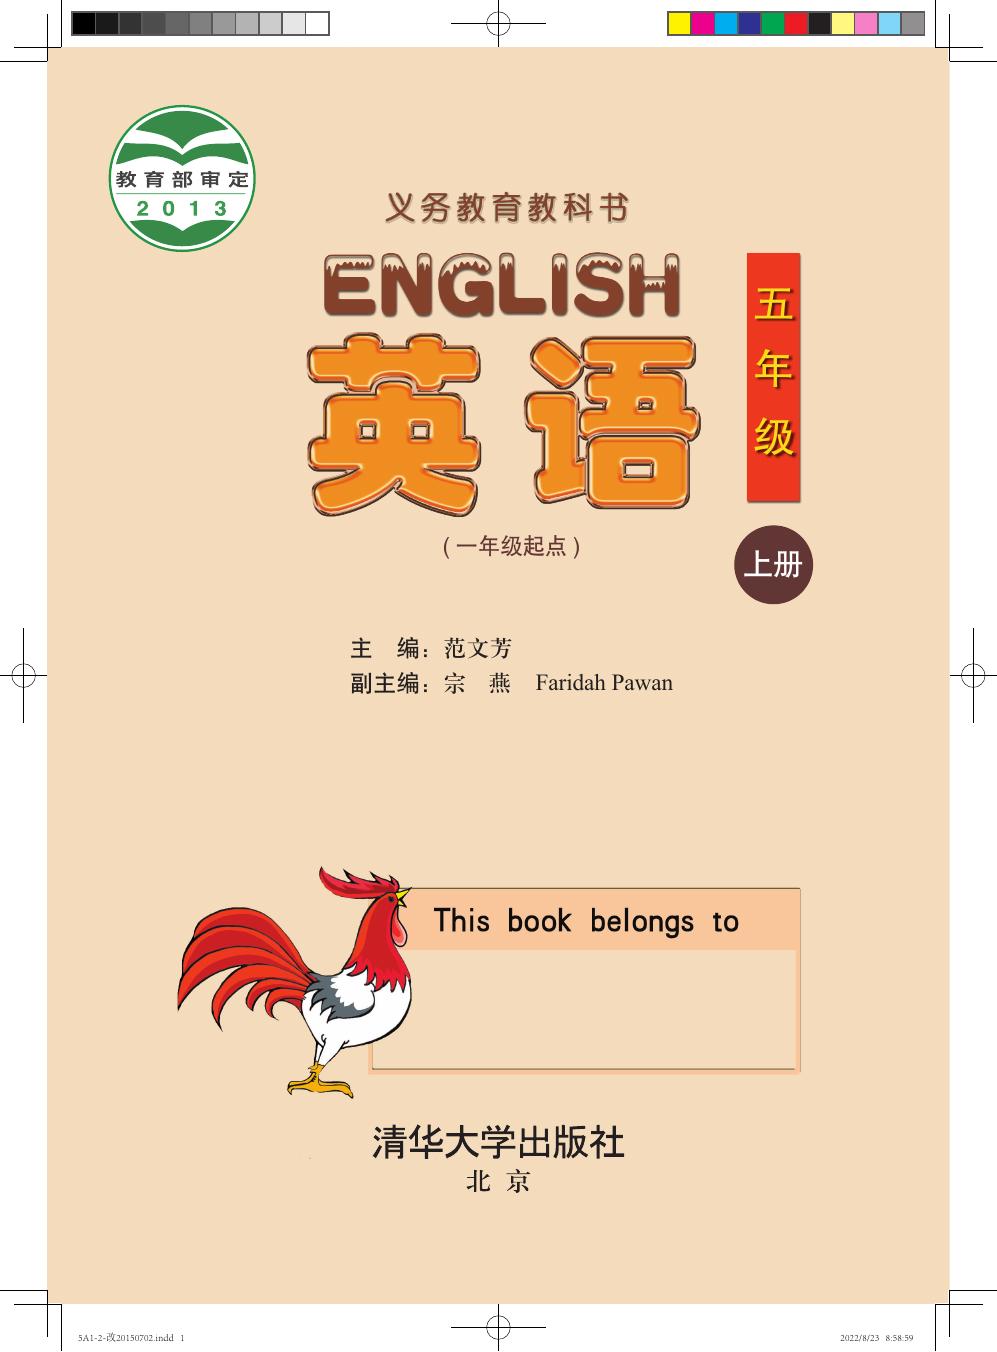 教育部审定
2013
义务教育教科书
ENGLISH
英语
五年级
上册
(一年级起点)
主 编：范文芳
副主编：宗 燕 Faridah Pawan
This book belongs to
清华大学出版社
北京
5A1-2-改20150702.indd 1
2022/8/23 8:58:59